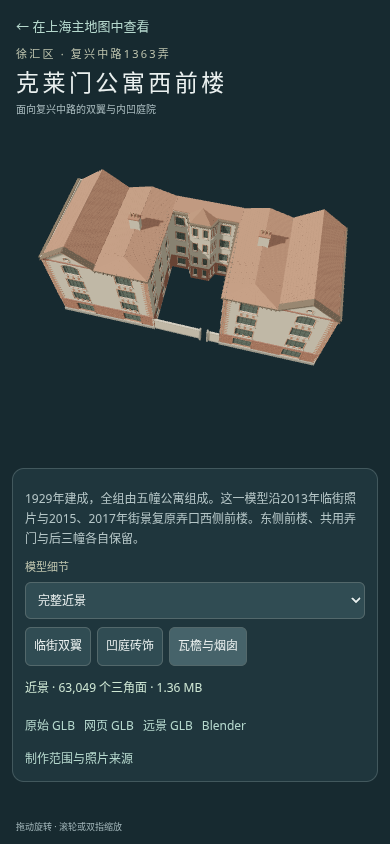 ← 在上海主地图中查看
徐汇区 · 复兴中路1363弄
克莱门公寓西前楼
面向复兴中路的双翼与内凹庭院
1929年建成，全组由五幢公寓组成。这一模型沿2013年临街照
片与2015、2017年街景复原弄口西侧前楼。东侧前楼、共用弄
门与后三幢各自保留。
模型细节
完整近景
临街双翼 凹庭砖饰 瓦檐与烟囱
近景 · 63,049 个三角面 · 1.36 MB
原始 GLB 网页 GLB 远景 GLB Blender
制作范围与照片来源
拖动旋转 · 滚轮或双指缩放